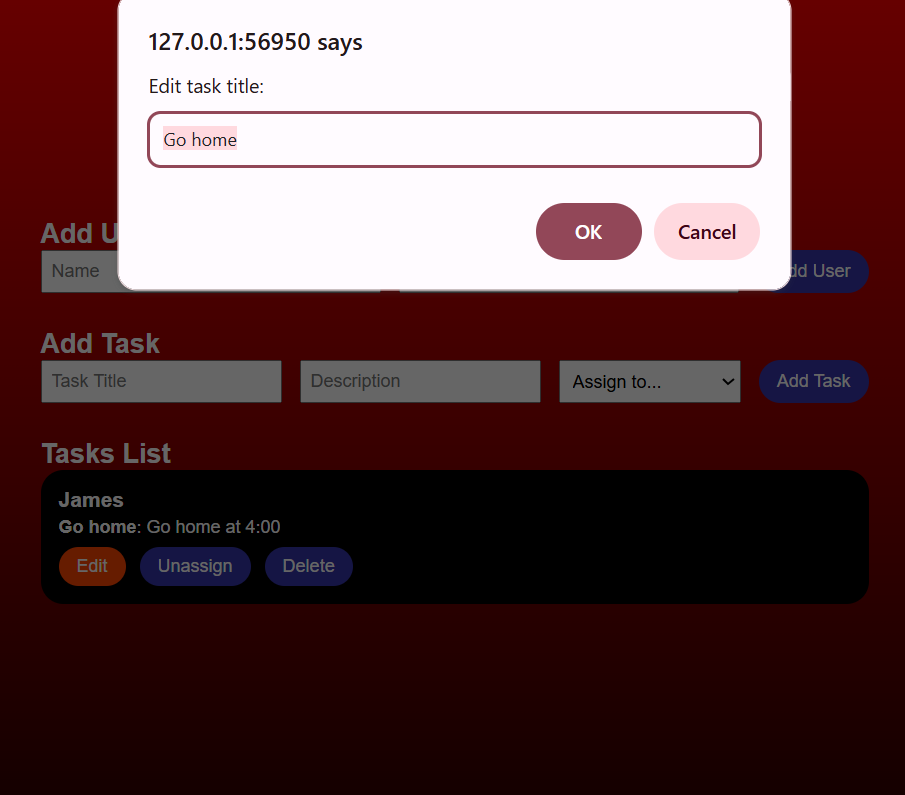 127.0.0.1:56950 says
Edit task title:
Go home
OK Cancel
Add U
Name dd User
Add Task
Task Title Description Assign to... Add Task
Tasks List
James
Go home: Go home at 4:00
Edit Unassign Delete